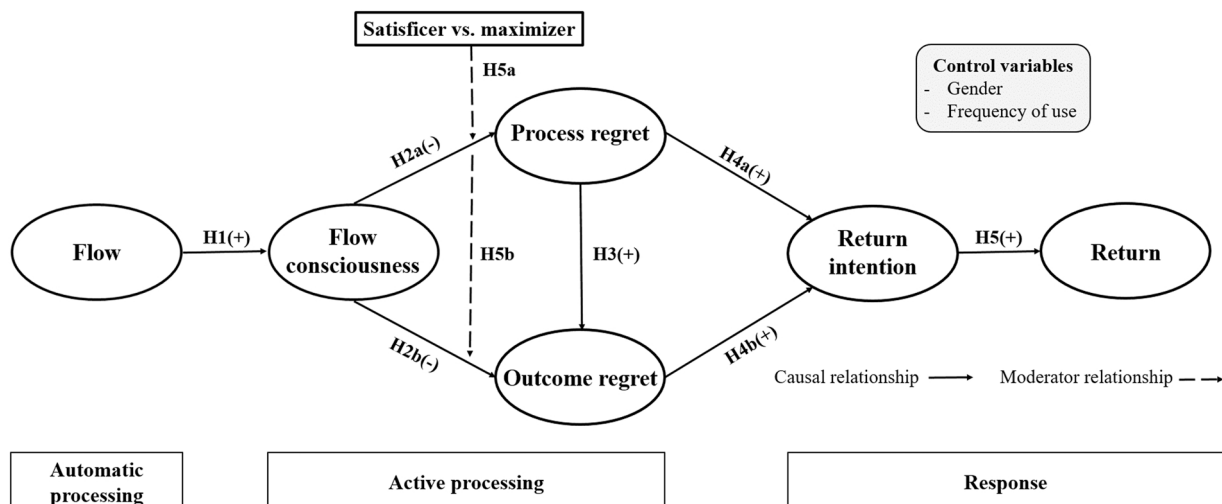 Satisficer vs. maximizer
H5a
Control variables
- Gender
- Frequency of use
Process regret
H2a(-)
H4a(+)
Flow
H1(+)
Flow
consciousness
H5b
H3(+)
Return
intention
H5(+)
Return
H2b(-)
H4b(+)
Outcome regret
Causal relationship
Moderator relationship
Automatic
processing
Active processing
Response